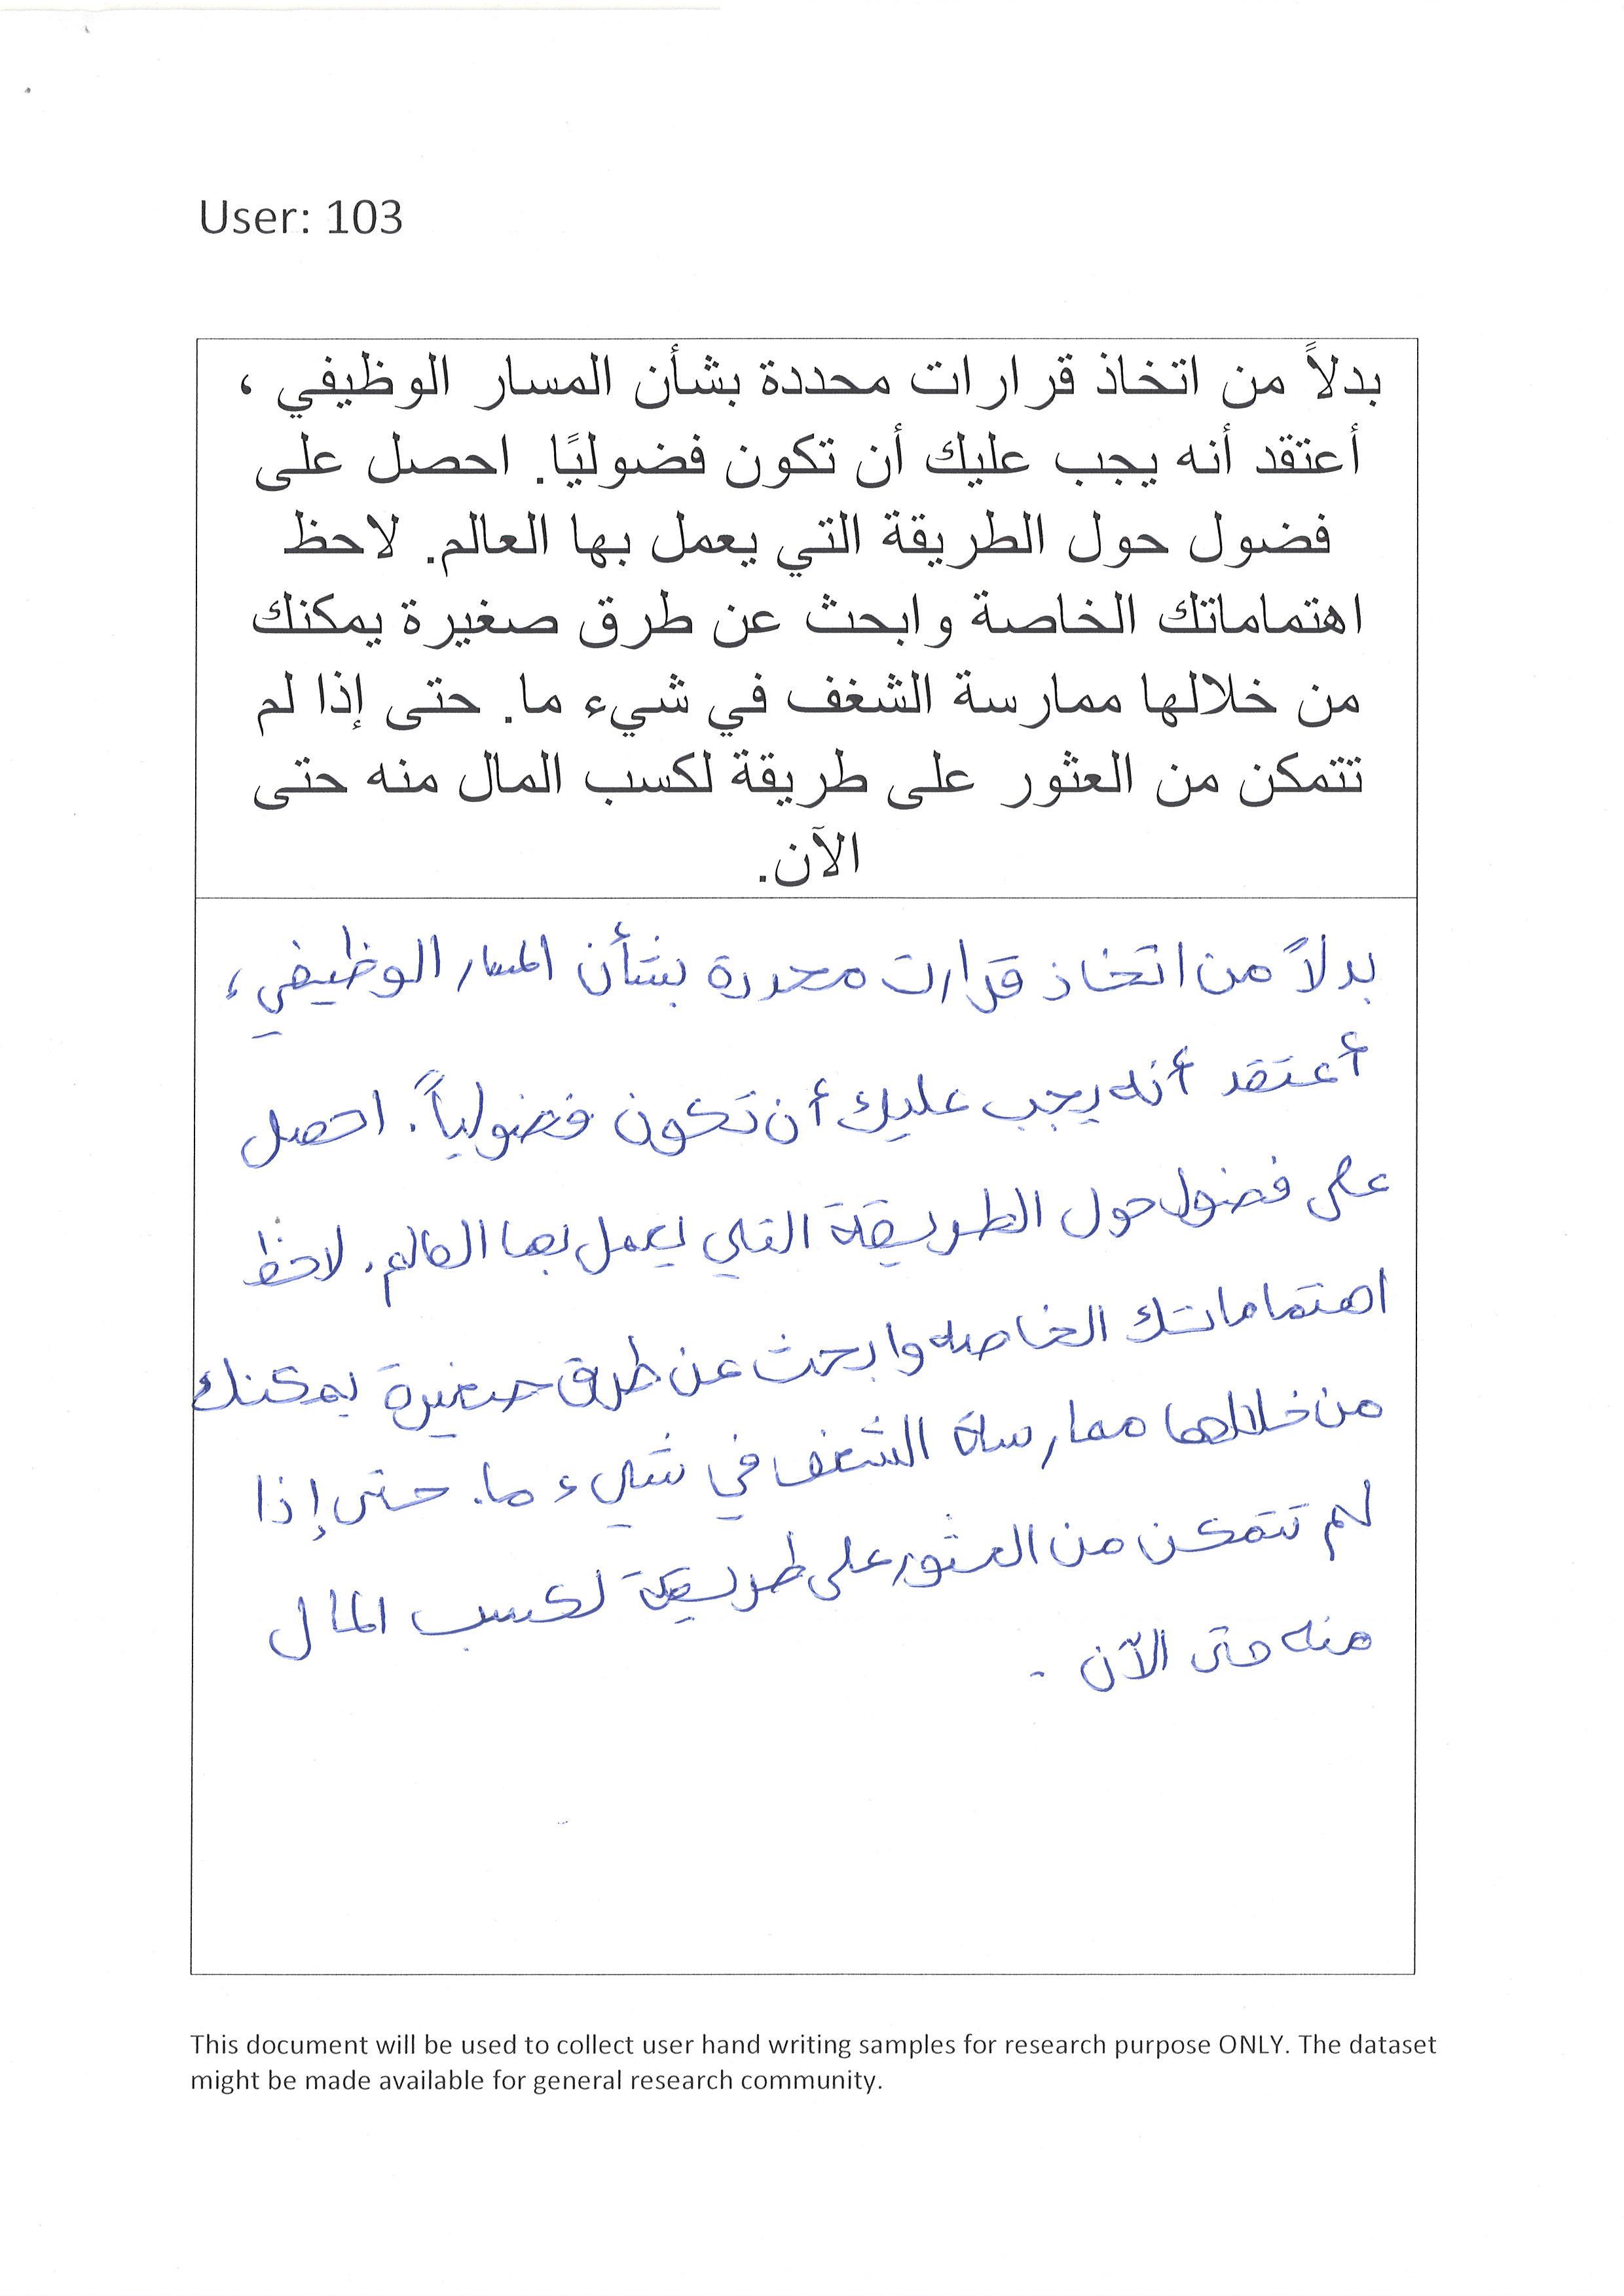 User: 103
بدلاً من اتخاذ قرارات محددة بشأن المسار الوظيفي ،
أعتقد أنه يجب عليك أن تكون فضوليًا. احصل على
فضول حول الطريقة التي يعمل بها العالم. لاحظ
اهتماماتك الخاصة وابحث عن طرق صغيرة يمكنك
من خلالها ممارسة الشغف في شيء ما. حتى إذا لم
تتمكن من العثور على طريقة لكسب المال منه حتى
الآن.
بدلاً من اتخاذ قرارت محددة بشأن المسار الوظيفي ،
أعتقد أنه يجب عليك أن تكون فضولياً. احصل
على فضول حول الطريقة التي يعمل بها العالم. لاحظ
اهتماماتك الخاصه وابحث عن طرق صغيرة يمكنك
من خلالها ممارسة الشغف في شيء ما. حتى إذا
لم تتمكن من العثور على طريقة لكسب المال
منه حتى الآن .
This document will be used to collect user hand writing samples for research purpose ONLY. The dataset
might be made available for general research community.